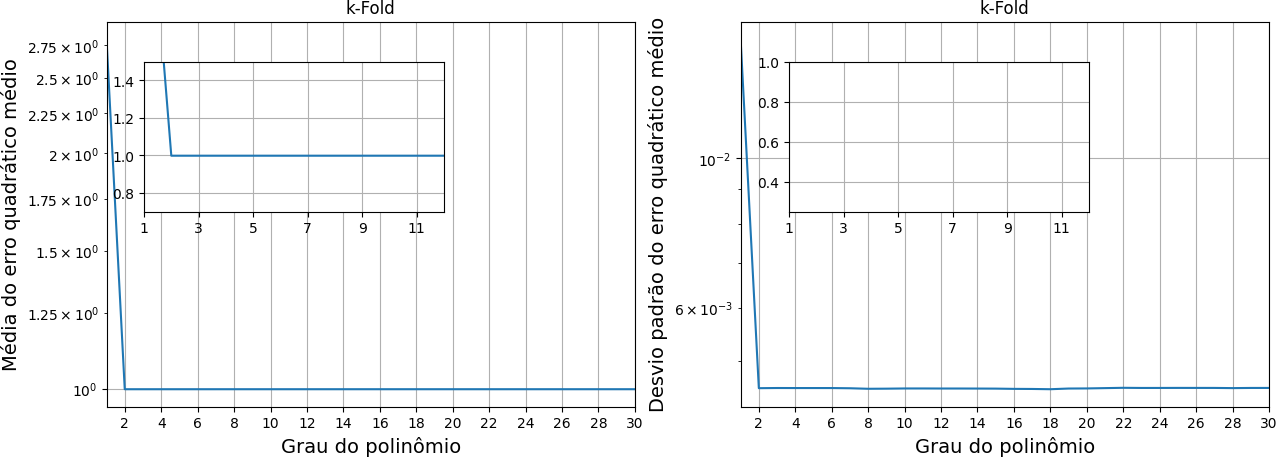 k-Fold
Média do erro quadrático médio
2.75 × 10⁰
2.5 × 10⁰
2.25 × 10⁰
2 × 10⁰
1.75 × 10⁰
1.5 × 10⁰
1.25 × 10⁰
10⁰
1.4
1.2
1.0
0.8
1 3 5 7 9 11
2 4 6 8 10 12 14 16 18 20 22 24 26 28 30
Grau do polinômio
k-Fold
Desvio padrão do erro quadrático médio
10⁻²
6 × 10⁻³
1.0
0.8
0.6
0.4
1 3 5 7 9 11
2 4 6 8 10 12 14 16 18 20 22 24 26 28 30
Grau do polinômio